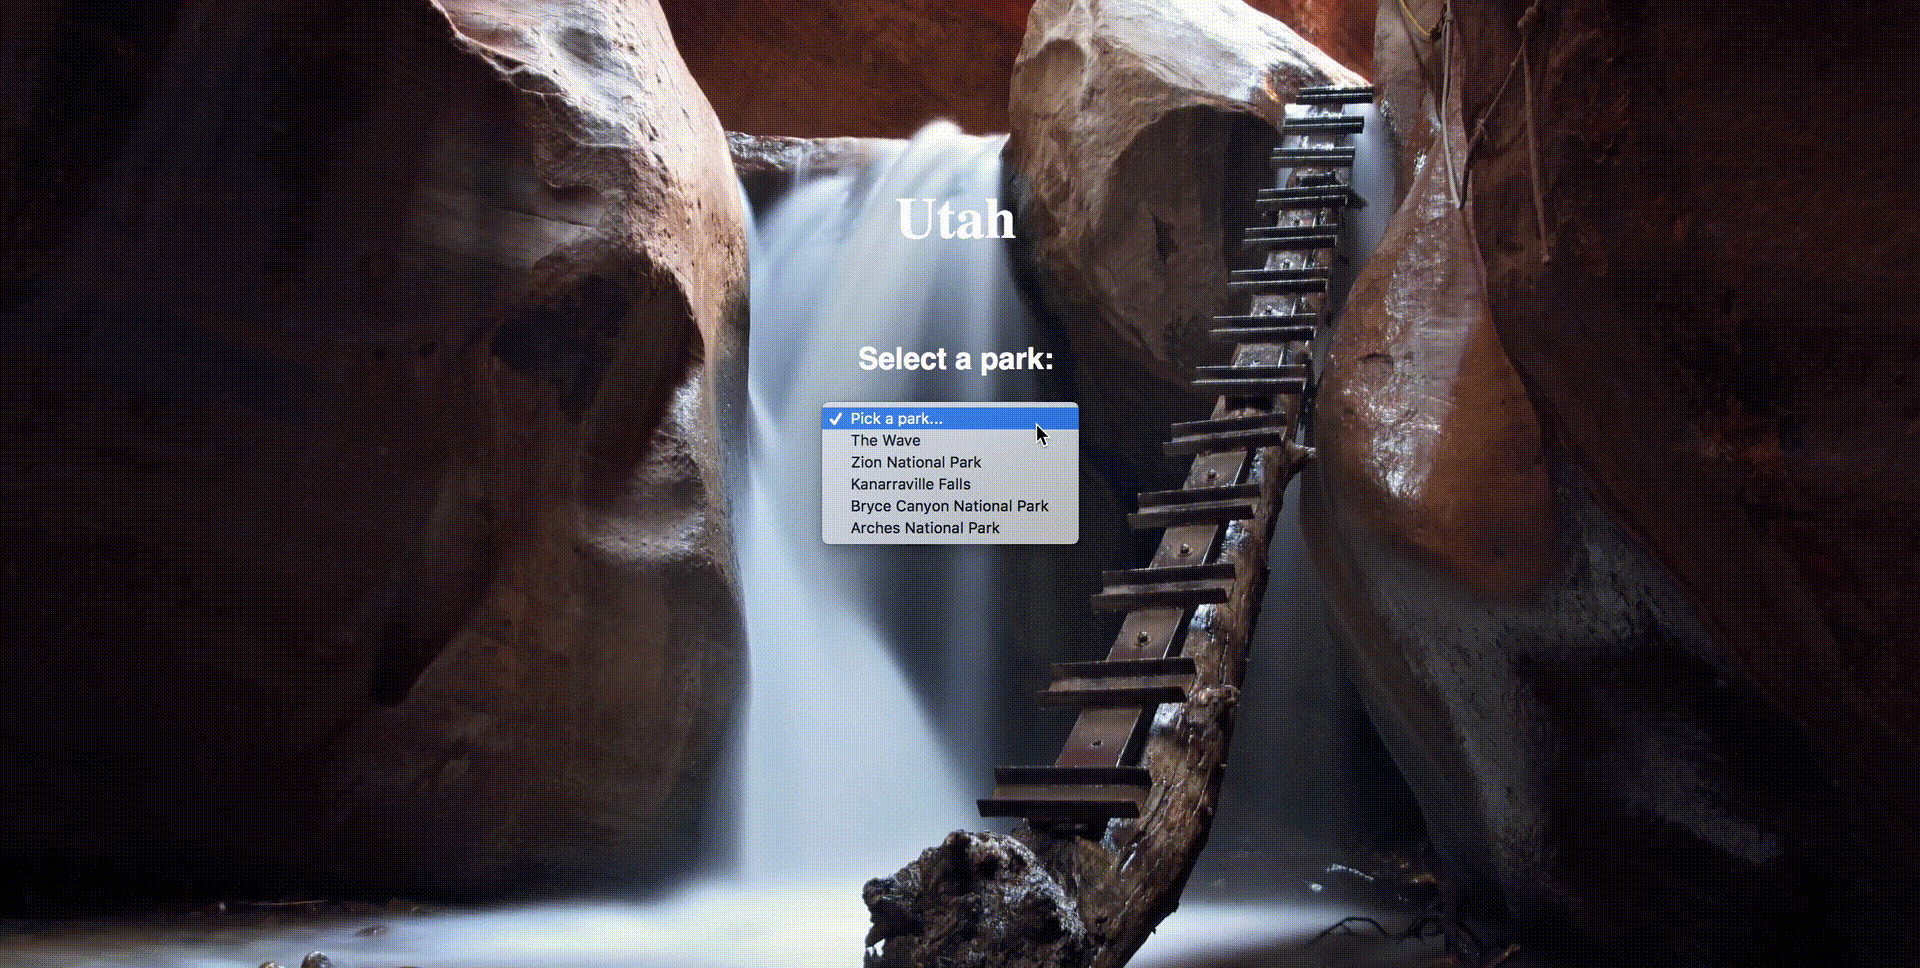 Utah
Select a park:
Pick a park...
The Wave
Zion National Park
Kanarraville Falls
Bryce Canyon National Park
Arches National Park